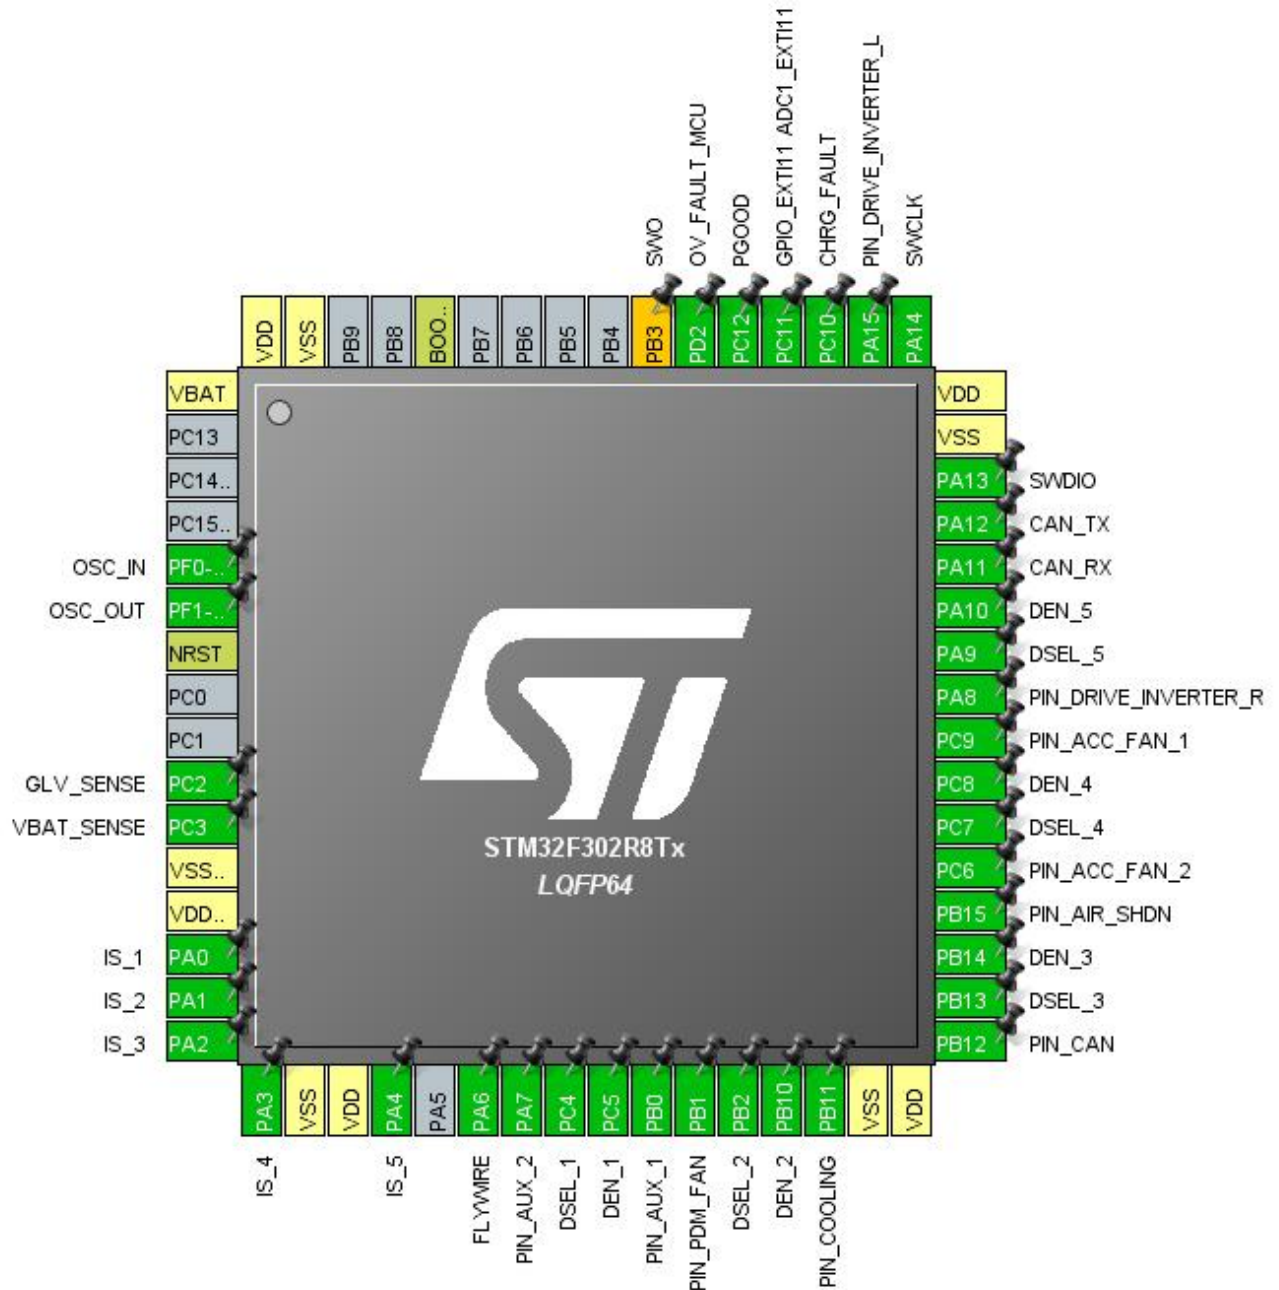 SWO
OV_FAULT_MCU
PGOOD
GPIO_EXTI11 ADC1_EXTI11
CHRG_FAULT
PIN_DRIVE_INVERTER_L
SWCLK
VDD
VSS
PB9
PB8
BOO..
PB7
PB6
PB5
PB4
PB3
PD2
PC12
PC11
PC10
PA15
PA14
VBAT
PC13
PC14..
PC15..
OSC_IN PF0-..
OSC_OUT PF1-..
NRST
PC0
PC1
GLV_SENSE PC2
VBAT_SENSE PC3
VSS..
VDD..
IS_1 PA0
IS_2 PA1
IS_3 PA2
ST
STM32F302R8Tx
LQFP64
VDD
VSS
PA13 SWDIO
PA12 CAN_TX
PA11 CAN_RX
PA10 DEN_5
PA9 DSEL_5
PA8 PIN_DRIVE_INVERTER_R
PC9 PIN_ACC_FAN_1
PC8 DEN_4
PC7 DSEL_4
PC6 PIN_ACC_FAN_2
PB15 PIN_AIR_SHDN
PB14 DEN_3
PB13 DSEL_3
PB12 PIN_CAN
PA3
VSS
VDD
PA4
PA5
PA6
PA7
PC4
PC5
PB0
PB1
PB2
PB10
PB11
VSS
VDD
IS_4
IS_5
FLYWIRE
PIN_AUX_2
DSEL_1
DEN_1
PIN_AUX_1
PIN_PDM_FAN
DSEL_2
DEN_2
PIN_COOLING